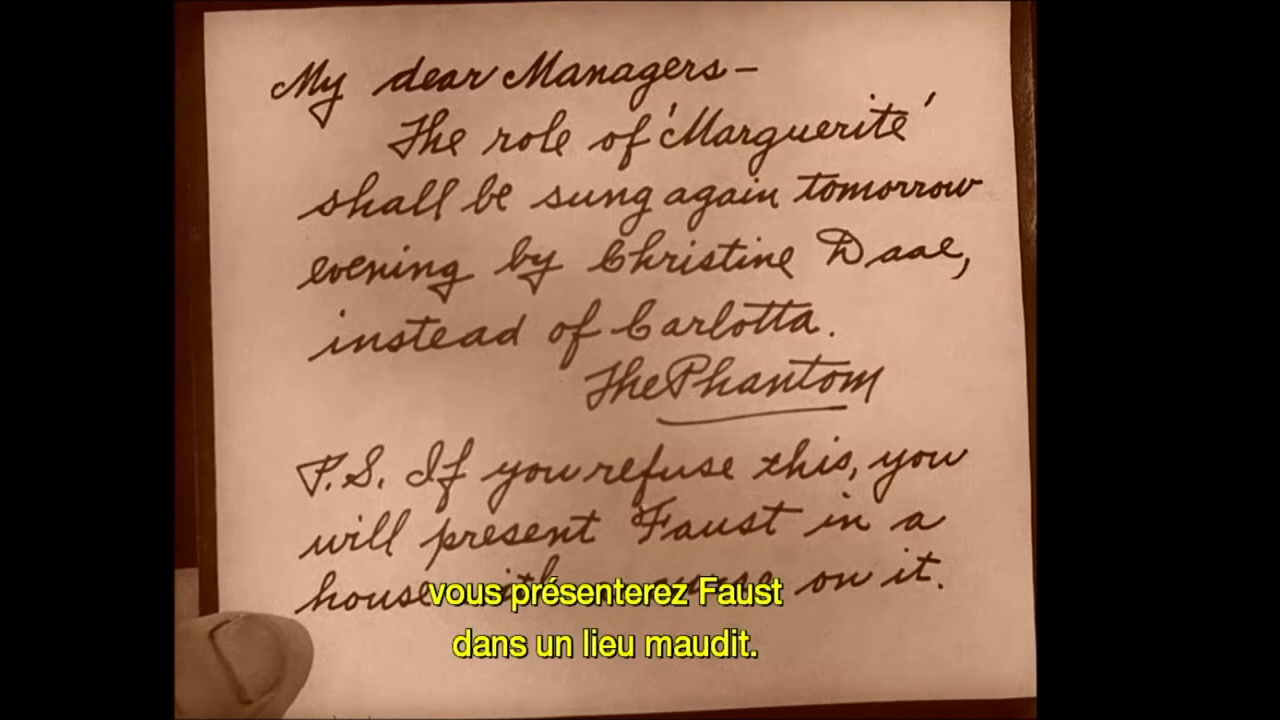 My dear Managers –
The role of 'Marguerite'
shall be sung again tomorrow
evening by Christine Daae,
instead of Carlotta.
The Phantom
P.S. If you refuse this, you
will present Faust in a
house on it.
vous présenterez Faust
dans un lieu maudit.